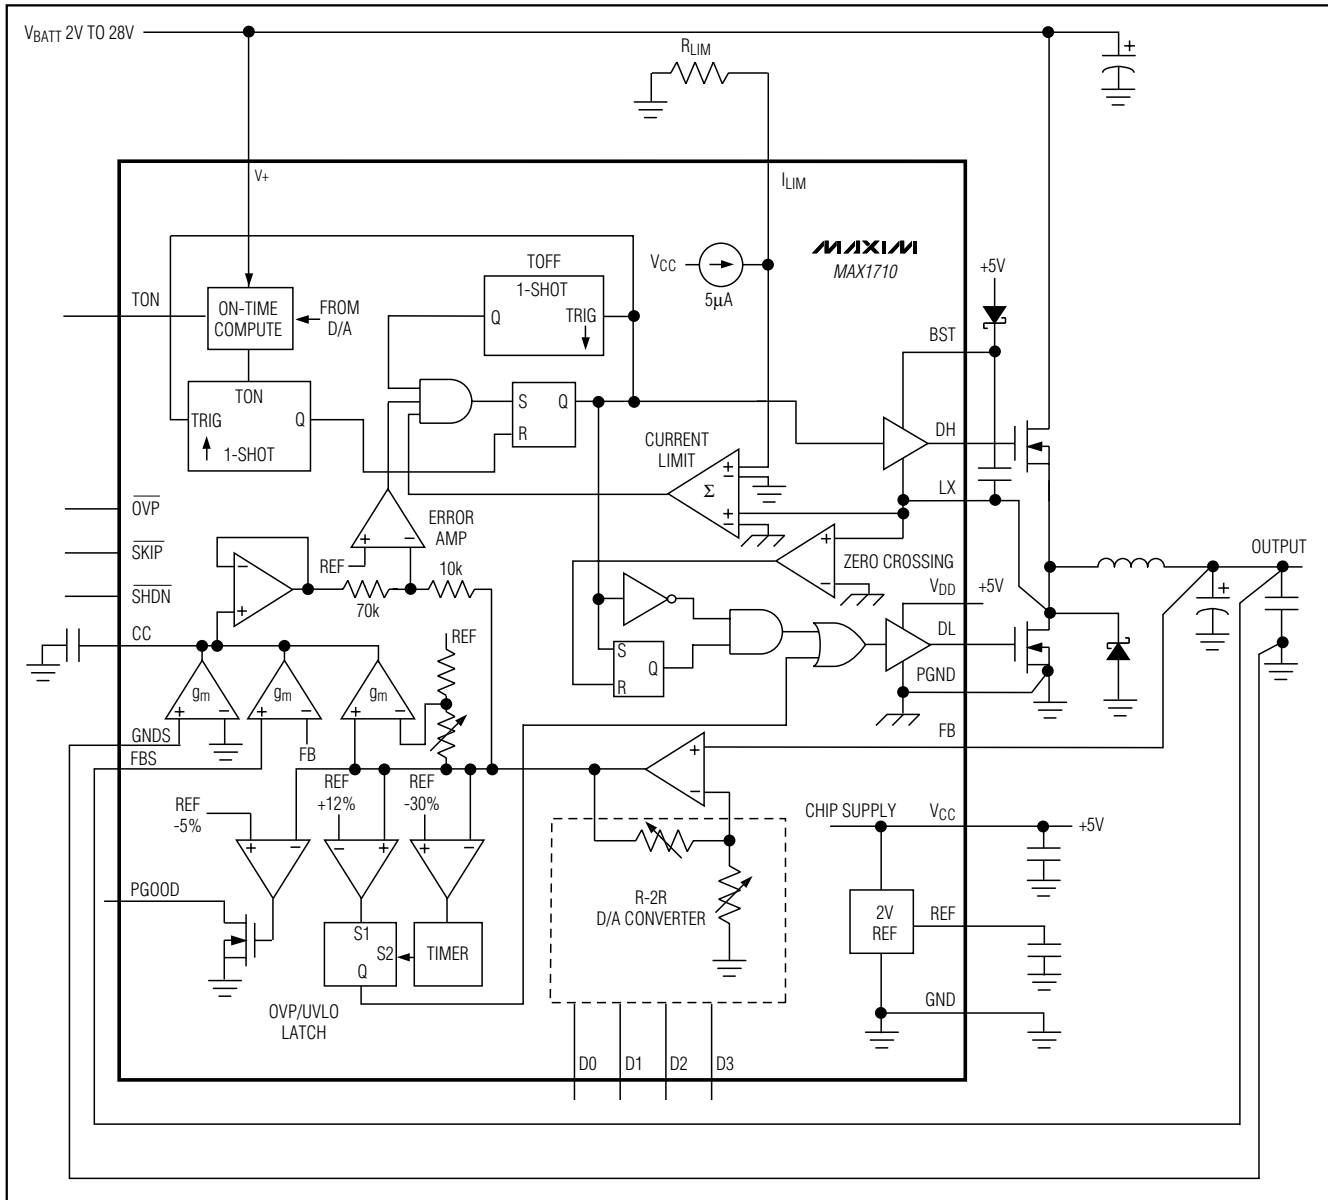 VBATT 2V TO 28V
+
RLIM
V+
ILIM
MAXIM
MAX1710
VCC
5µA
+5V
TOFF
1-SHOT
Q
TRIG
TON
ON-TIME
COMPUTE
FROM
D/A
BST
TON
TRIG
Q
1-SHOT
S
Q
R
DH
CURRENT
LIMIT
+
-
Σ
+
-
LX
OVP
ERROR
AMP
+
-
SKIP
REF
10k
-
+
70k
SHDN
+
-
ZERO CROSSING
OUTPUT
+
VDD
+5V
CC
REF
S
Q
R
DL
PGND
gm
gm
gm
+
-
+
-
+
-
GNDS
FB
FBS
FB
+
-
REF
+12%
REF
-30%
REF
-5%
+
-
-
+
+
-
CHIP SUPPLY
VCC
+5V
R-2R
D/A CONVERTER
PGOOD
S1
S2
Q
TIMER
2V
REF
REF
OVP/UVLO
LATCH
GND
D0
D1
D2
D3